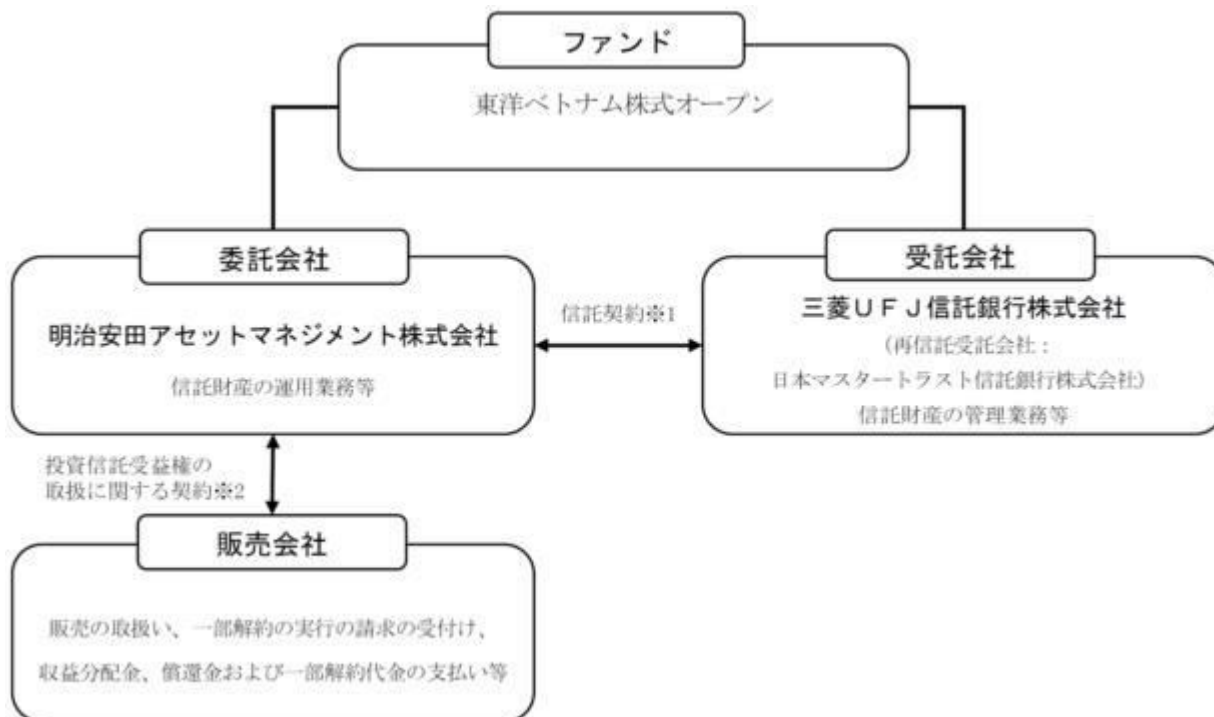 ファンド
東洋ベトナム株式オープン
委託会社
明治安田アセットマネジメント株式会社
信託財産の運用業務等
信託契約※1
受託会社
三菱UFJ信託銀行株式会社
(再信託受託会社:
日本マスタートラスト信託銀行株式会社)
信託財産の管理業務等
投資信託受益権の
取扱に関する契約※2
販売会社
販売の取扱い、一部解約の実行の請求の受付け、
収益分配金、償還金および一部解約代金の支払い等